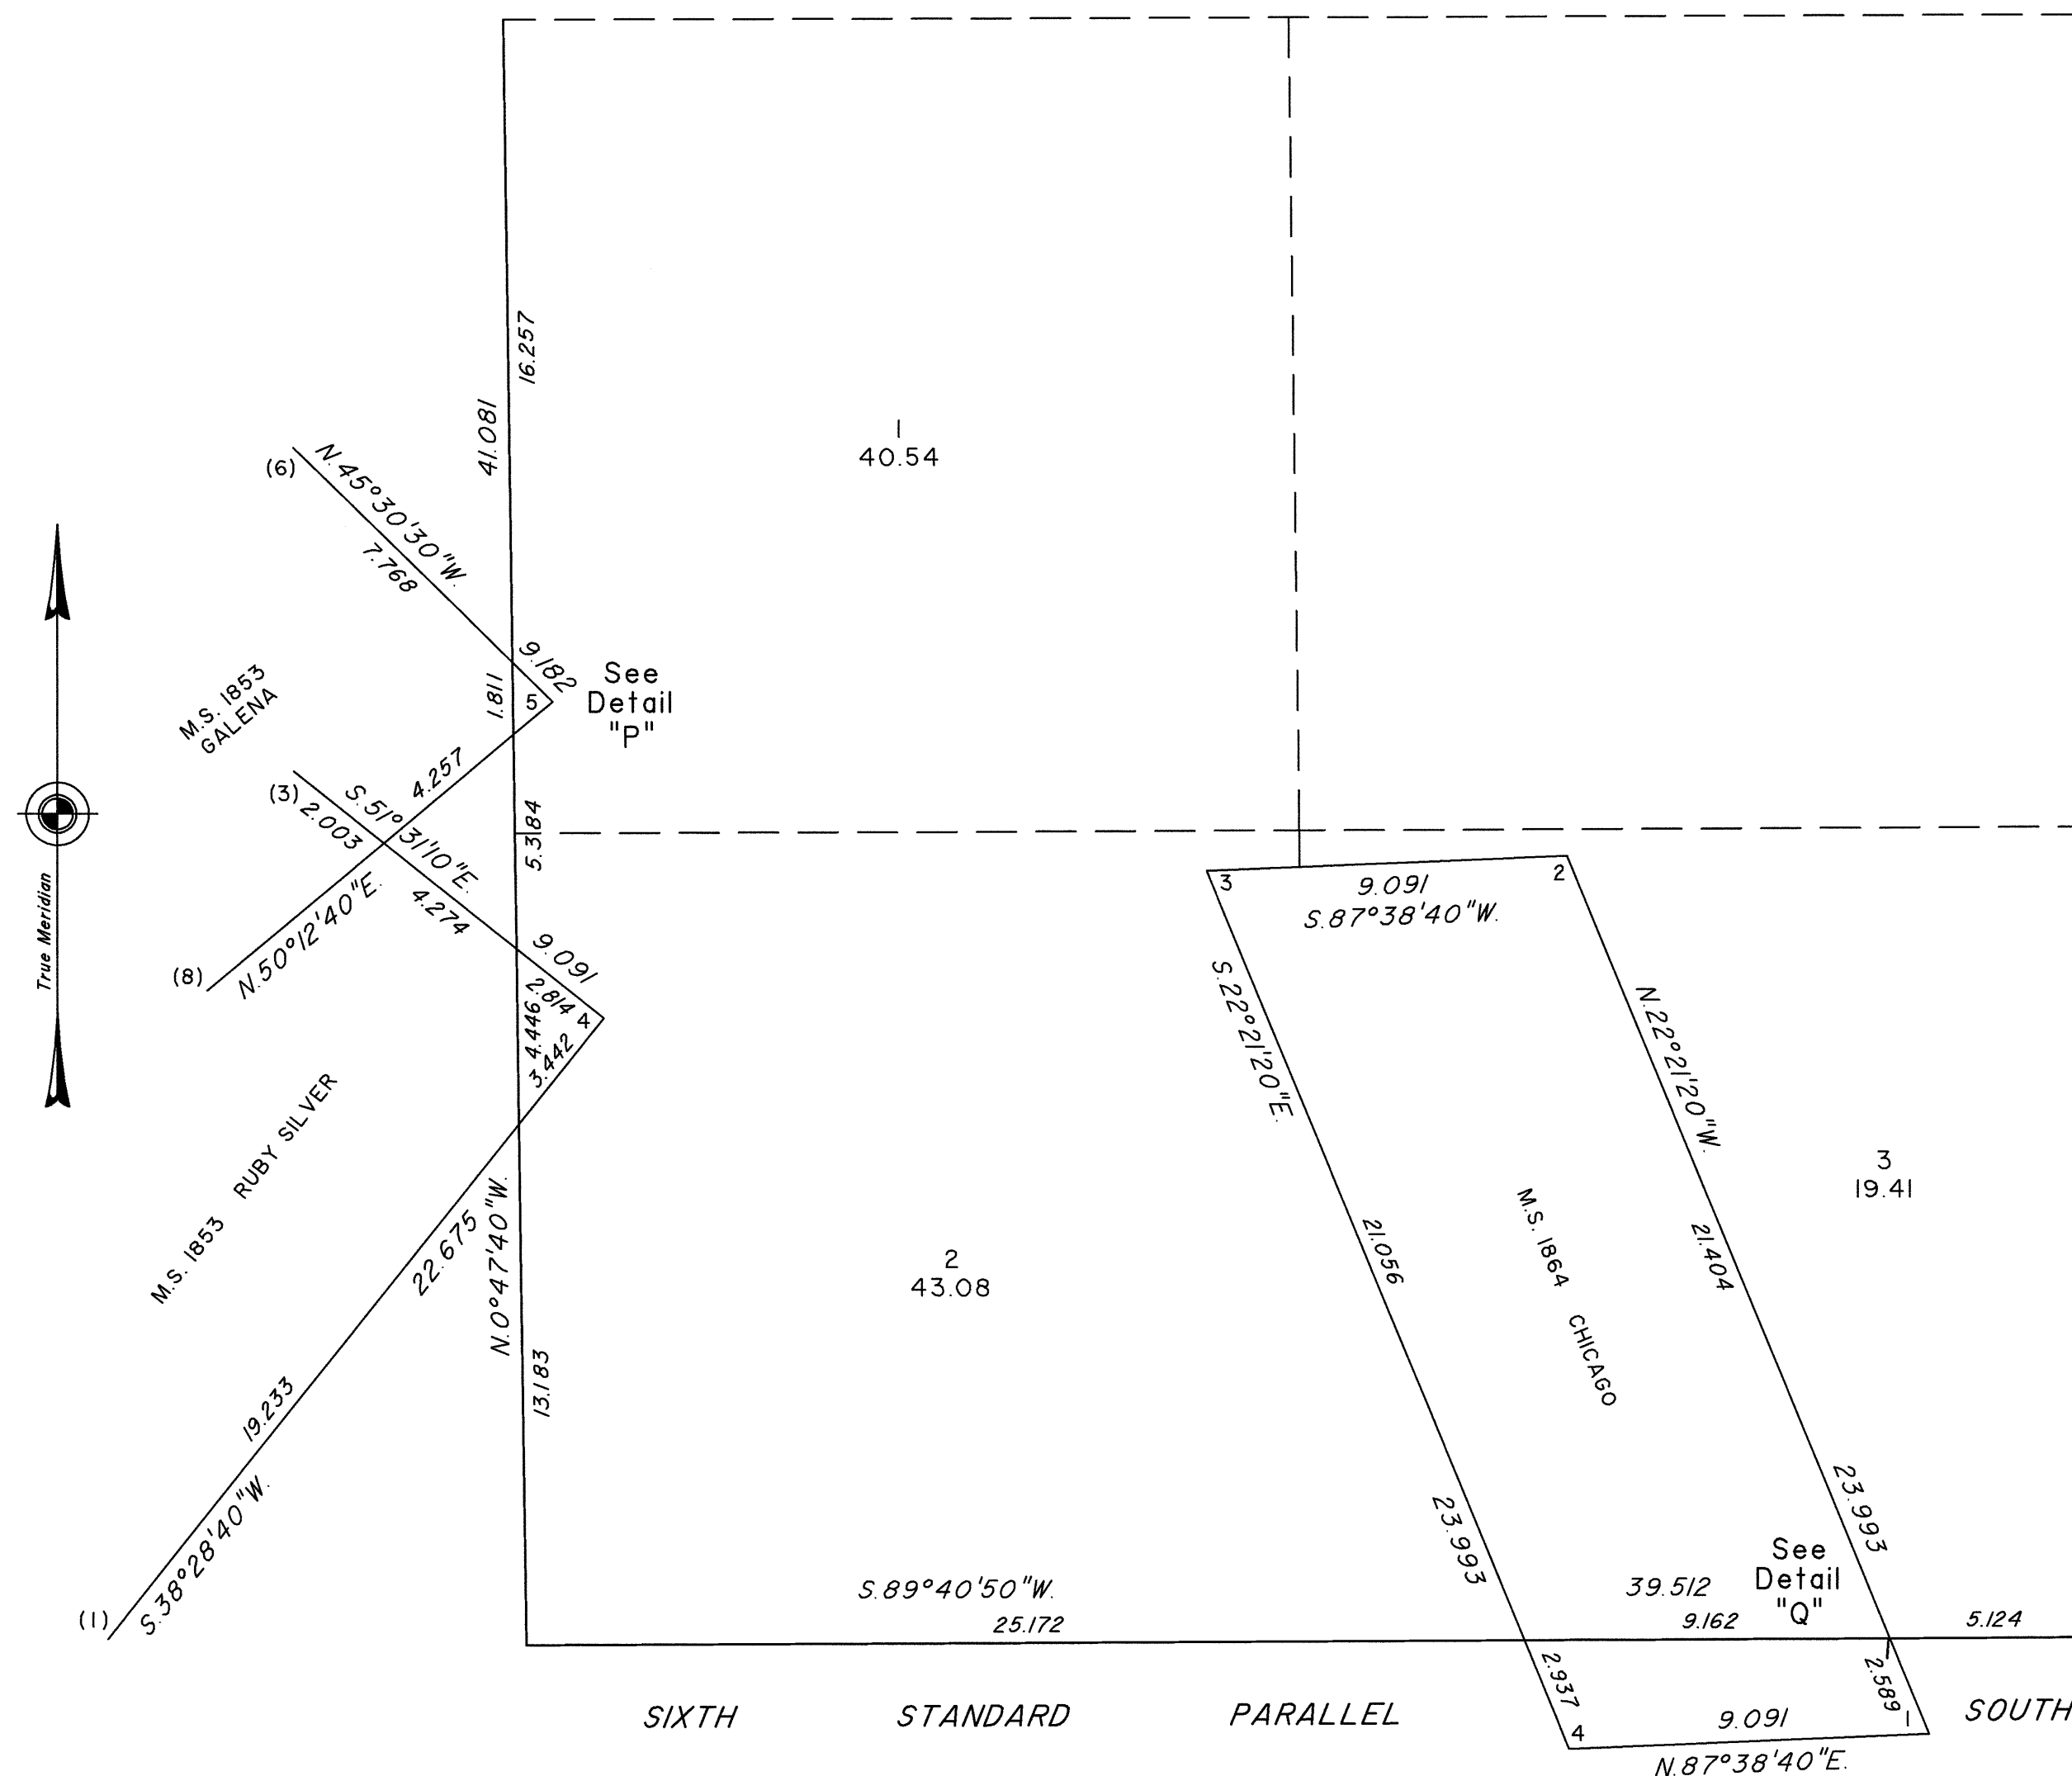 16.257
41.081
1
40.54
(6)
N.45°30'30"W.
7.768
9.182
See
Detail
"P"
1.811
5
M.S. 1853
GALENA
4.257
(3)
2.003
S.51°31'10"E.
5.384
4.274
(8)
N.50°12'40"E.
9.091
2.814
4
4.446
3.442
True Meridian
3
2
9.091
S.87°38'40"W.
S.22°21'20"E.
N.22°21'20"W.
M.S. 1853 RUBY SILVER
22.675
N.0°47'40"W.
3
19.41
2
43.08
21.056
M.S. 1864 CHICAGO
21.404
13.183
19.233
S.38°28'40"W.
(1)
23.993
23.993
See
Detail
"Q"
S.89°40'50"W.
39.512
25.172
9.162
5.124
2.937
2.589
1
4
9.091
N.87°38'40"E.
SIXTH STANDARD PARALLEL SOUTH